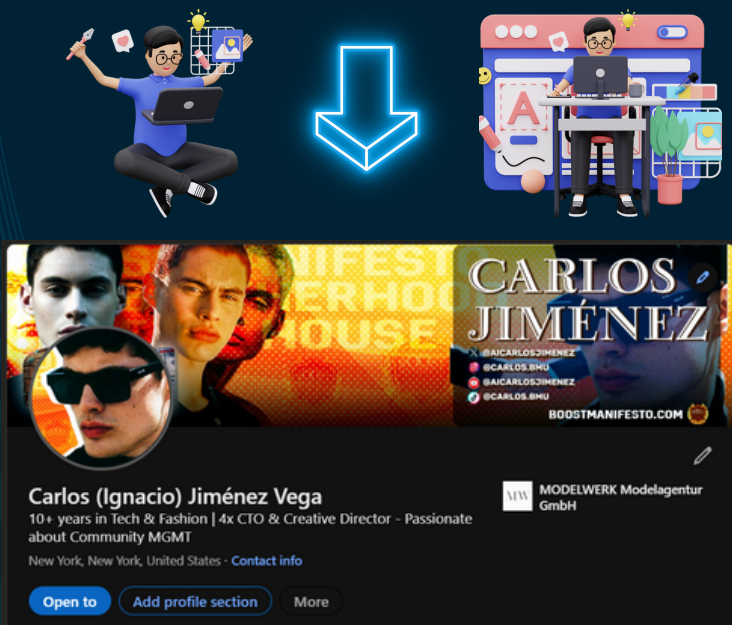 A
MANIFESTO
HOUSE
CARLOS
JIMÉNEZ
@AICARLOSJIMENEZ
@CARLOS.BMU
@AICARLOSJIMENEZ
@CARLOS.BMU
BOOSTMANIFESTO.COM
Carlos (Ignacio) Jiménez Vega
10+ years in Tech & Fashion | 4x CTO & Creative Director - Passionate
about Community MGMT
New York, New York, United States · Contact info
MW
MODELWERK Modelagentur
GmbH
Open to
Add profile section
More